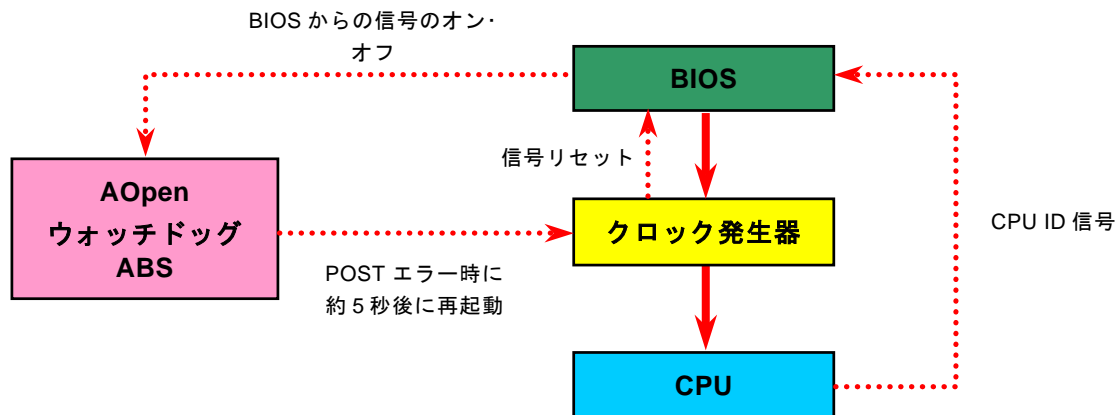 BIOS からの信号のオン･
オフ
BIOS
信号リセット
AOpen
ウォッチドッグ
ABS
クロック発生器
CPU ID 信号
POST エラー時に
約 5 秒後に再起動
CPU